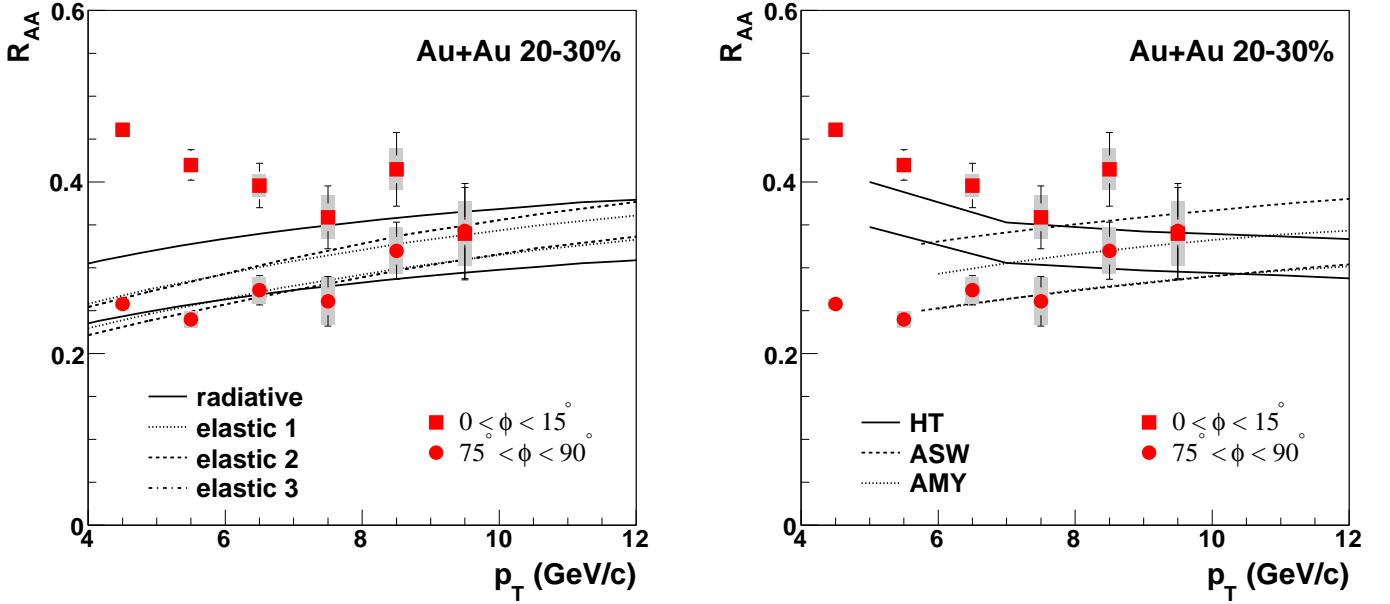 R_AA
Au+Au 20-30%
0.6
0.4
0.2
0
radiative
elastic 1
elastic 2
elastic 3
0 < ϕ < 15°
75° < ϕ < 90°
4 6 8 10 12
p_T (GeV/c)
R_AA
Au+Au 20-30%
0.6
0.4
0.2
0
HT
ASW
AMY
0 < ϕ < 15°
75° < ϕ < 90°
4 6 8 10 12
p_T (GeV/c)